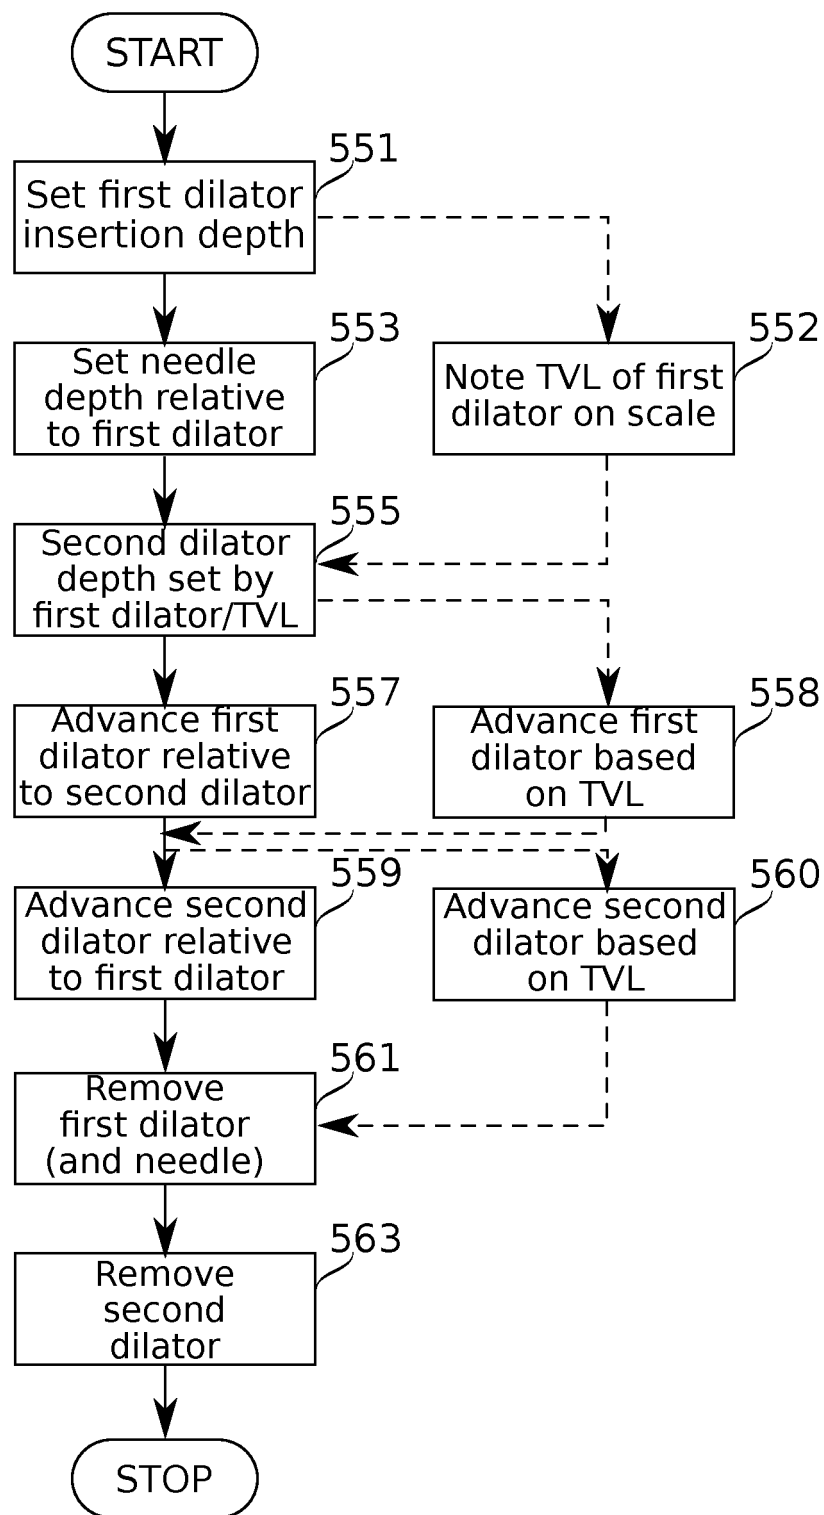 START
551
Set first dilator
insertion depth
553
Set needle
depth relative
to first dilator
552
Note TVL of first
dilator on scale
555
Second dilator
depth set by
first dilator/TVL
557
Advance first
dilator relative
to second dilator
558
Advance first
dilator based
on TVL
559
Advance second
dilator relative
to first dilator
560
Advance second
dilator based
on TVL
561
Remove
first dilator
(and needle)
563
Remove
second
dilator
STOP